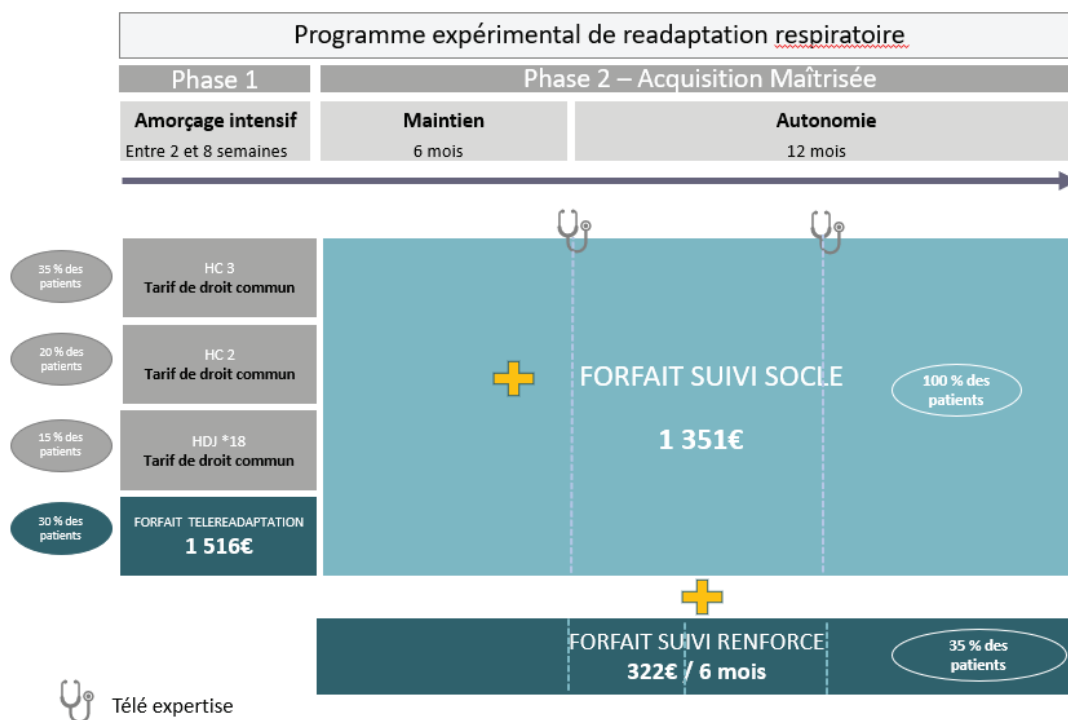 Programme expérimental de readaptation respiratoire
Phase 1
Phase 2 – Acquisition Maîtrisée
Amorçage intensif
Entre 2 et 8 semaines
Maintien
6 mois
Autonomie
12 mois
35 % des
patients
HC 3
Tarif de droit commun
20 % des
patients
HC 2
Tarif de droit commun
15 % des
patients
HDJ *18
Tarif de droit commun
30 % des
patients
FORFAIT TELEREADAPTATION
1 516€
FORFAIT SUIVI SOCLE
1 351€
100 % des
patients
FORFAIT SUIVI RENFORCE
322€ / 6 mois
35 % des
patients
Télé expertise